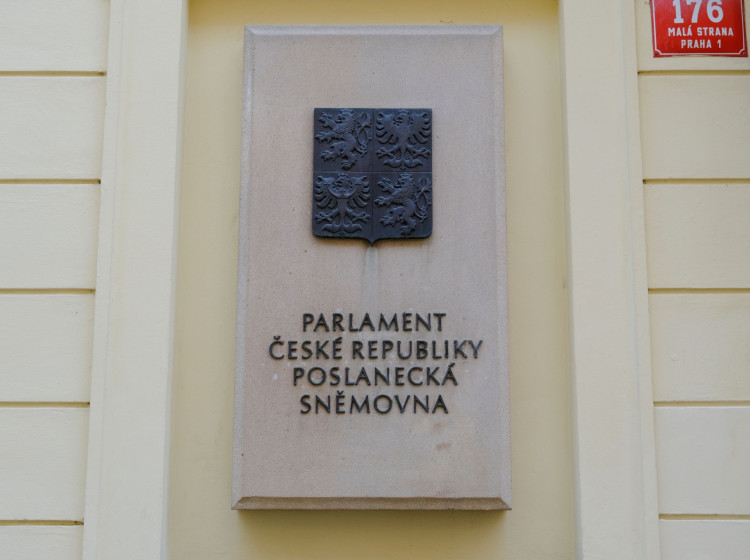 176
MALÁ STRANA
PRAHA 1
PARLAMENT
ČESKÉ REPUBLIKY
POSLANECKÁ
SNĚMOVNA